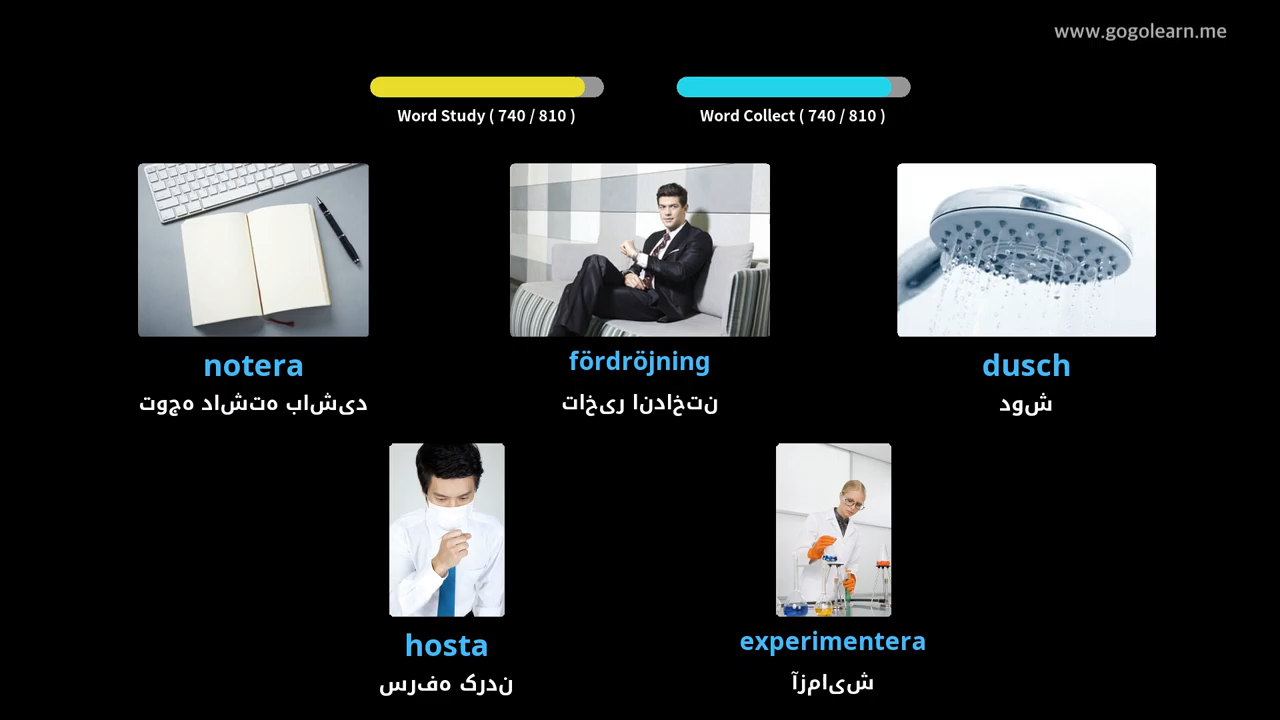 www.gogolearn.me
Word Study ( 740 / 810 )
Word Collect ( 740 / 810 )
notera
توجه داشته باشید
fördröjning
تاخیر انداختن
dusch
دوش
hosta
سرفه کردن
experimentera
آزمایش